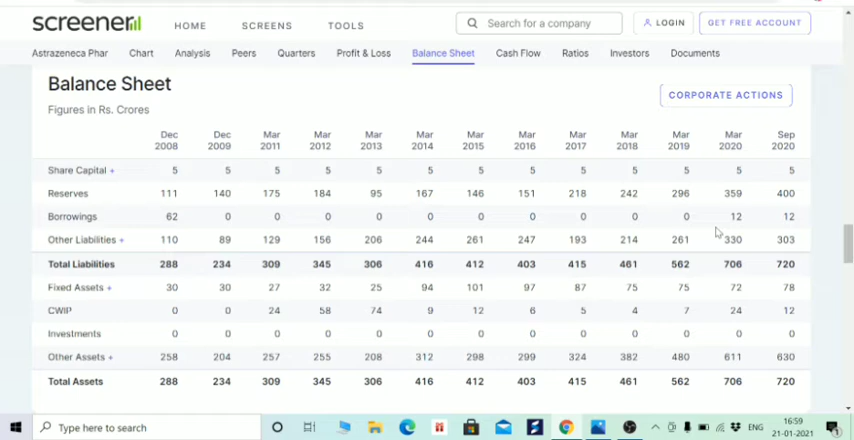 screener HOME SCREENS TOOLS Search for a company LOGIN GET FREE ACCOUNT
Astrazeneca Phar Chart Analysis Peers Quarters Profit & Loss Balance Sheet Cash Flow Ratios Investors Documents
Balance Sheet
CORPORATE ACTIONS
Figures in Rs. Crores
Dec Dec Mar Mar Mar Mar Mar Mar Mar Mar Mar Mar Sep
2008 2009 2011 2012 2013 2014 2015 2016 2017 2018 2019 2020 2020
Share Capital + 5 5 5 5 5 5 5 5 5 5 5 5 5
Reserves 111 140 175 184 95 167 146 151 218 242 296 359 400
Borrowings 62 0 0 0 0 0 0 0 0 0 0 12 12
Other Liabilities + 110 89 129 156 206 244 261 247 193 214 261 330 303
Total Liabilities 288 234 309 345 306 416 412 403 415 461 562 706 720
Fixed Assets + 30 30 27 32 25 94 101 97 87 75 75 72 78
CWIP 0 0 24 58 74 9 12 6 5 4 7 24 12
Investments 0 0 0 0 0 0 0 0 0 0 0 0 0
Other Assets + 258 204 257 255 208 312 298 299 324 382 480 611 630
Total Assets 288 234 309 345 306 416 412 403 415 461 562 706 720
Type here to search ENG 16:59
21-01-2021